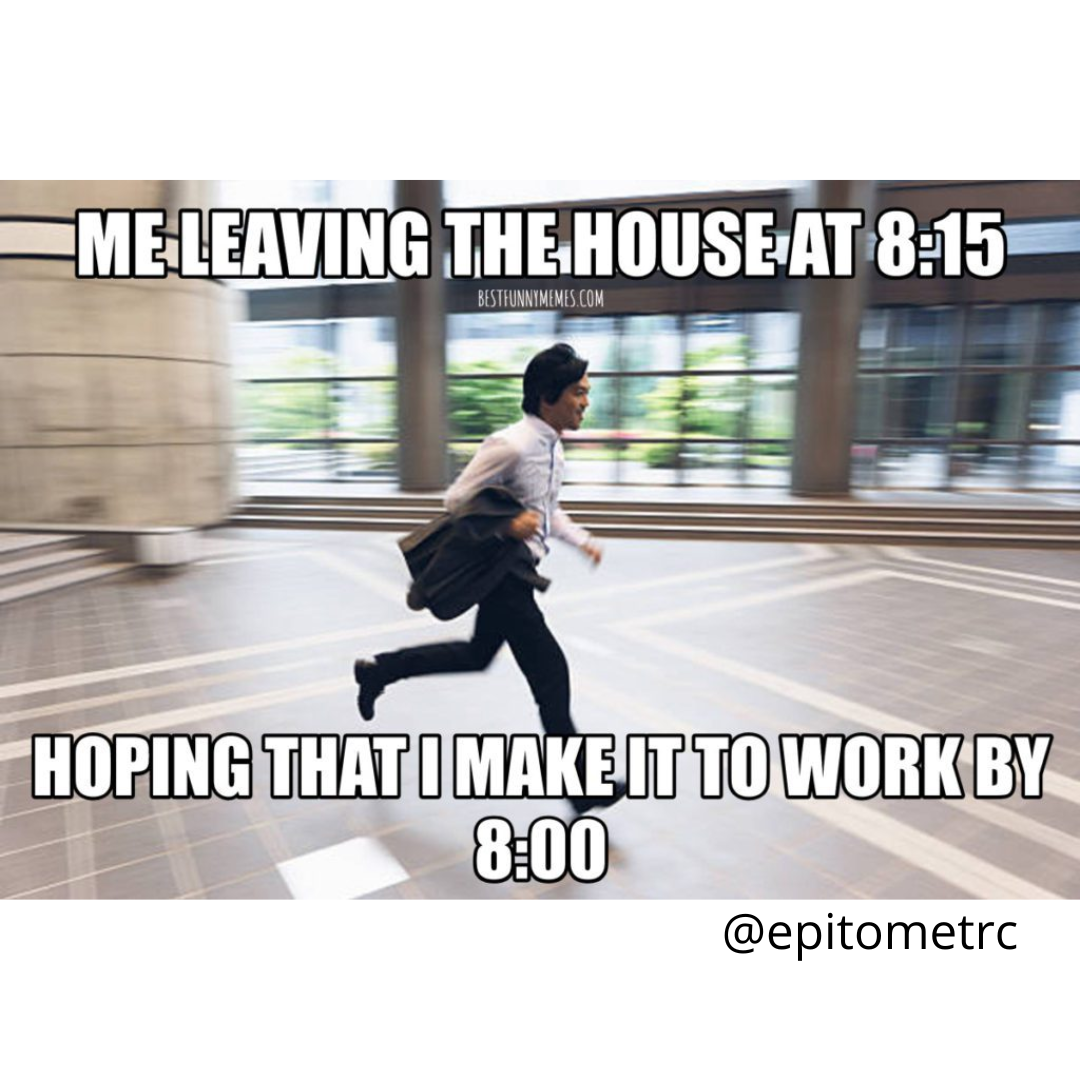 ME LEAVING THE HOUSE AT 8:15
BESTFUNNYMEMES.COM
HOPING THAT I MAKE IT TO WORK BY
8:00
@epitometrc